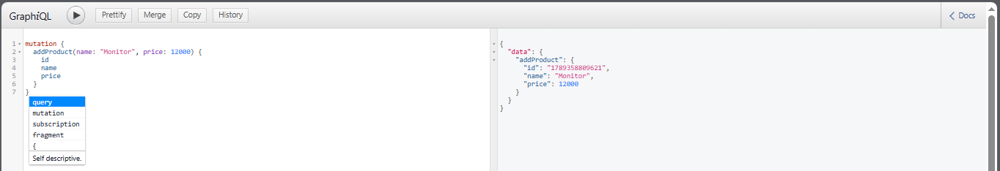 GraphiQL Prettify Merge Copy History < Docs
1 mutation {
2 addProduct(name: "Monitor", price: 12000) {
3 id
4 name
5 price
6 }
7 }
query
mutation
subscription
fragment
{
Self descriptive.
{
"data": {
"addProduct": {
"id": "1789358809621",
"name": "Monitor",
"price": 12000
}
}
}